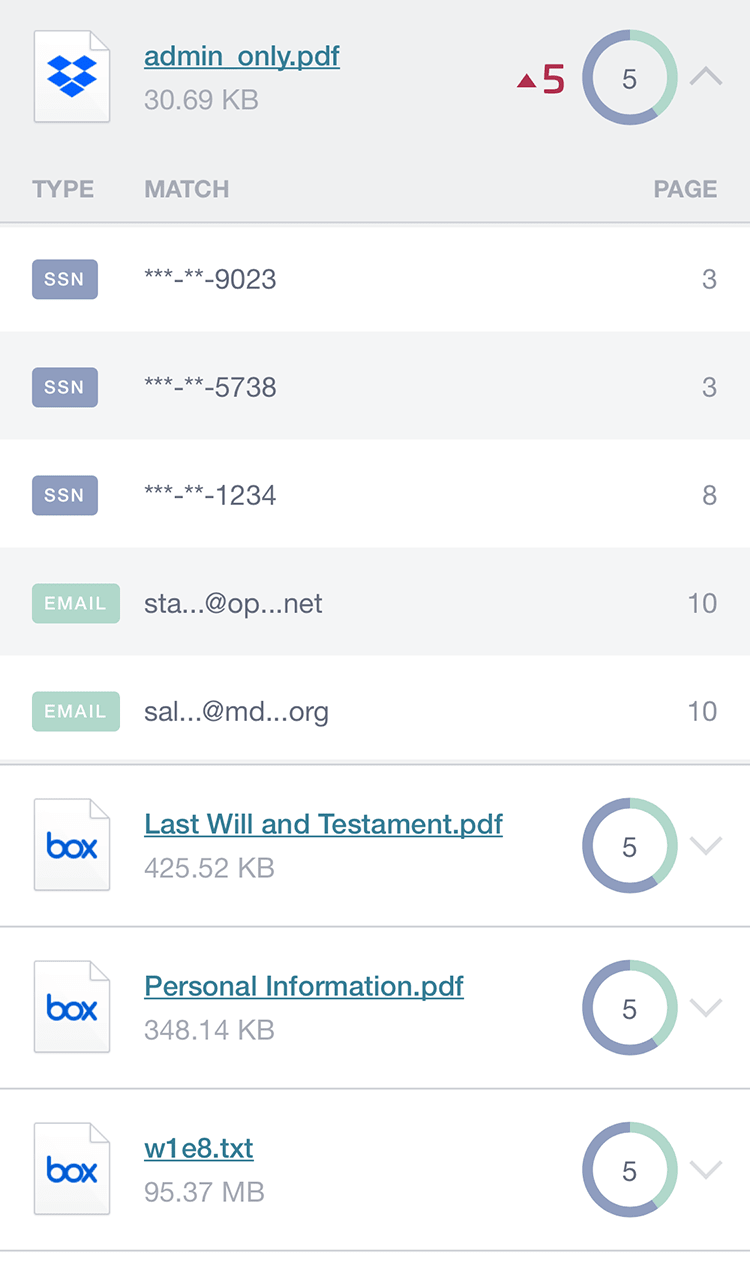 admin_only.pdf
30.69 KB
▲5
5
TYPE MATCH PAGE
SSN ***-**-9023 3
SSN ***-**-5738 3
SSN ***-**-1234 8
EMAIL sta...@op...net 10
EMAIL sal...@md...org 10
box
Last Will and Testament.pdf
425.52 KB
5
box
Personal Information.pdf
348.14 KB
5
box
w1e8.txt
95.37 MB
5